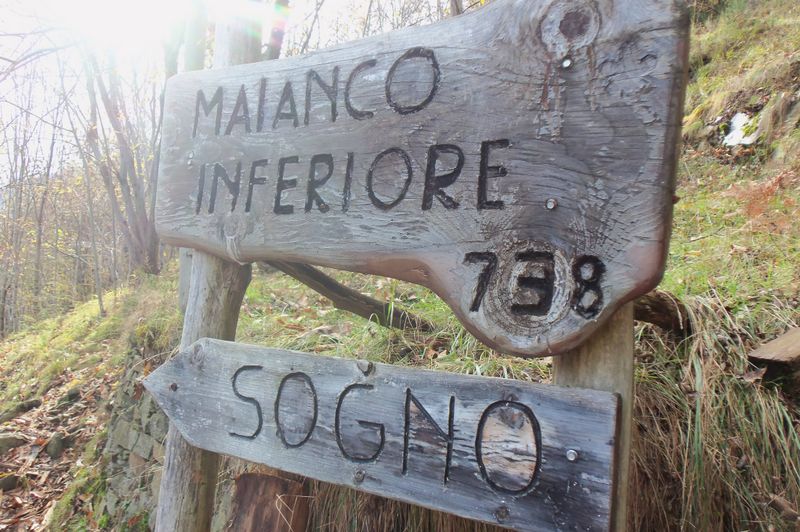 MAIANCO
INFERIORE
738
SOGNO